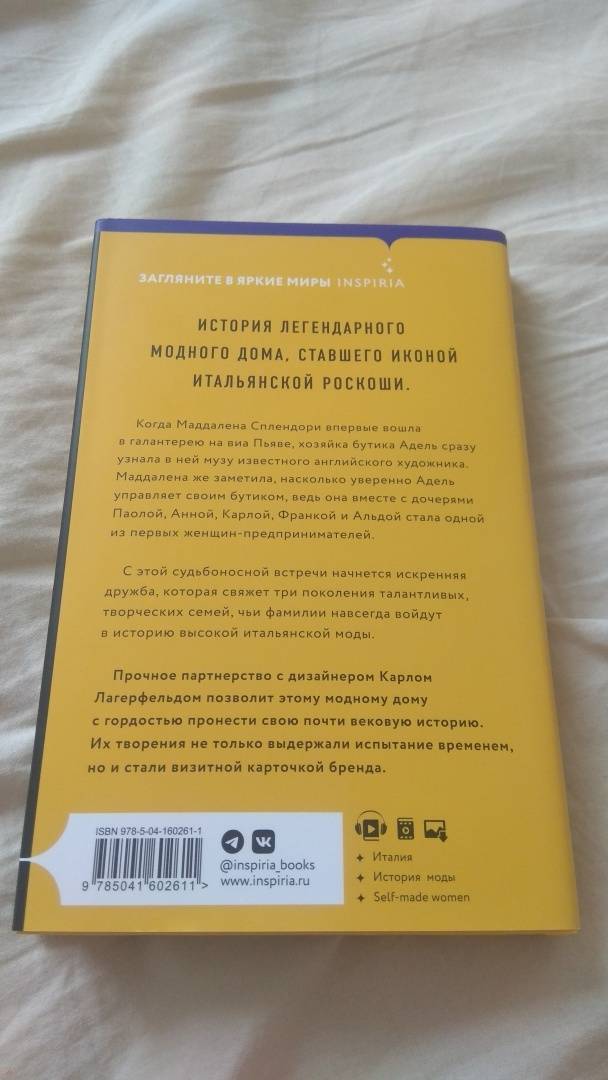 ЗАГЛЯНИТЕ В ЯРКИЕ МИРЫ INSPIRIA
ИСТОРИЯ ЛЕГЕНДАРНОГО
МОДНОГО ДОМА, СТАВШЕГО ИКОНОЙ
ИТАЛЬЯНСКОЙ РОСКОШИ.
Когда Маддалена Сплендори впервые вошла
в галантерею на виа Пьяве, хозяйка бутика Адель сразу
узнала в ней музу известного английского художника.
Маддалена же заметила, насколько уверенно Адель
управляет своим бутиком, ведь она вместе с дочерями
Паолой, Анной, Карлой, Франкой и Альдой стала одной
из первых женщин-предпринимателей.
С этой судьбоносной встречи начнется искренняя
дружба, которая свяжет три поколения талантливых,
творческих семей, чьи фамилии навсегда войдут
в историю высокой итальянской моды.
Прочное партнерство с дизайнером Карлом
Лагерфельдом позволит этому модному дому
с гордостью пронести свою почти вековую историю.
Их творения не только выдержали испытание временем,
но и стали визитной карточкой бренда.
ISBN 978-5-04-160261-1
9 785041 602611 >
@inspiria_books
www.inspiria.ru
Италия
История моды
Self-made women